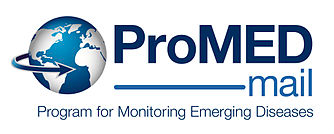 ProMED
mail
Program for Monitoring Emerging Diseases